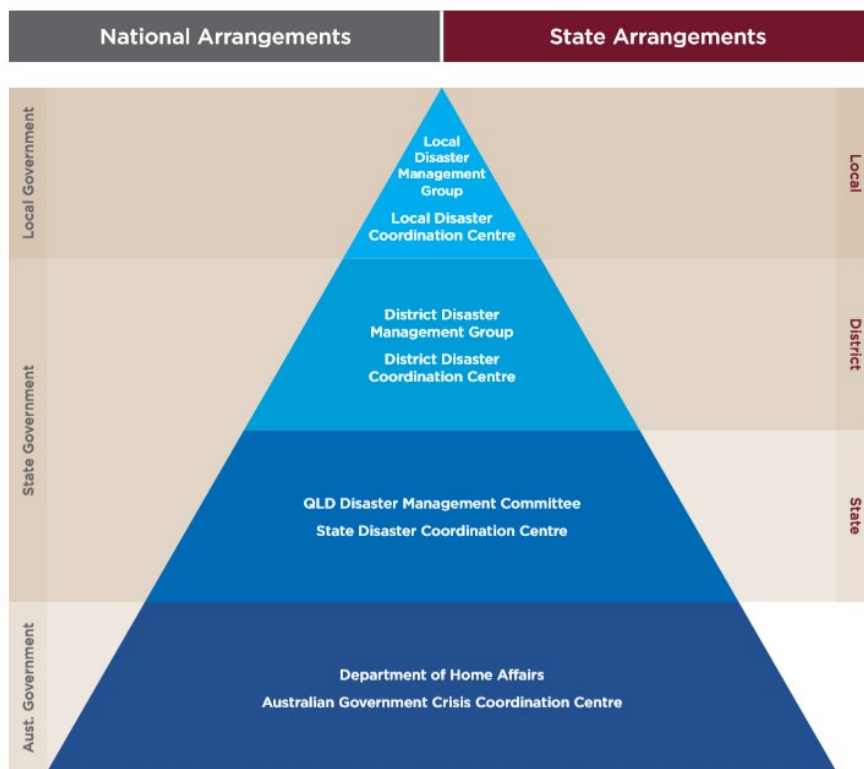 National Arrangements
State Arrangements
Local Government
Local
Disaster
Management
Group
Local Disaster
Coordination Centre
Local
State Government
District Disaster
Management Group
District Disaster
Coordination Centre
District
QLD Disaster Management Committee
State Disaster Coordination Centre
State
Aust. Government
Department of Home Affairs
Australian Government Crisis Coordination Centre